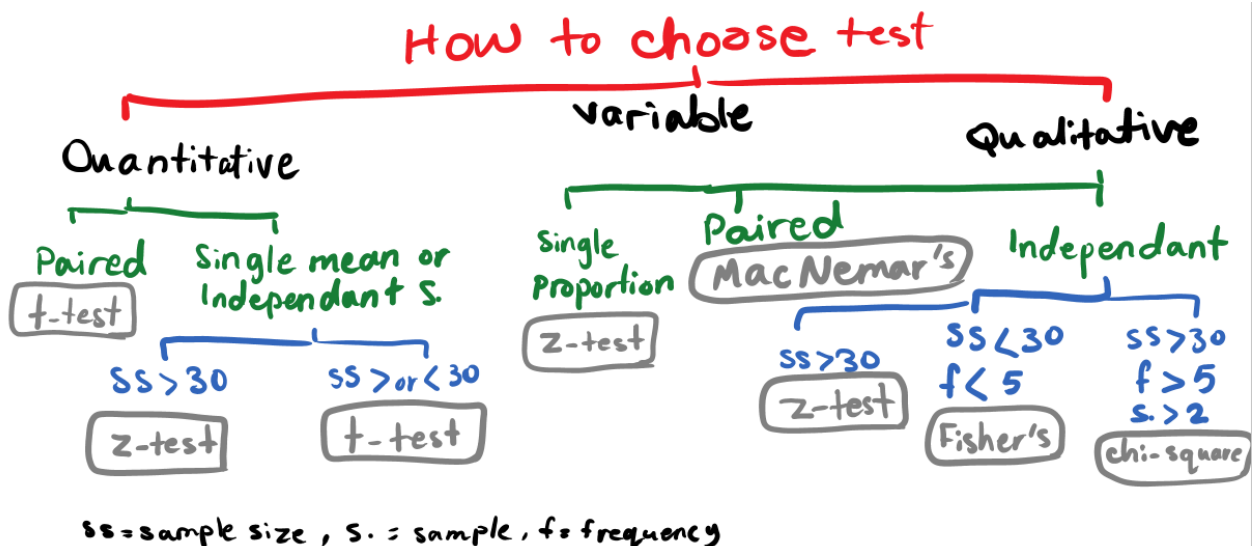 How to choose test
variable
Quantitative
Qualitative
Paired
t-test
Single mean or
Independant s.
ss > 30
z-test
ss > or < 30
t-test
Single
Proportion
z-test
Paired
MacNemar's
Independant
ss > 30
z-test
ss < 30
f < 5
Fisher's
ss > 30
f > 5
s. > 2
chi-square
ss = sample size , s. = sample , f = frequency